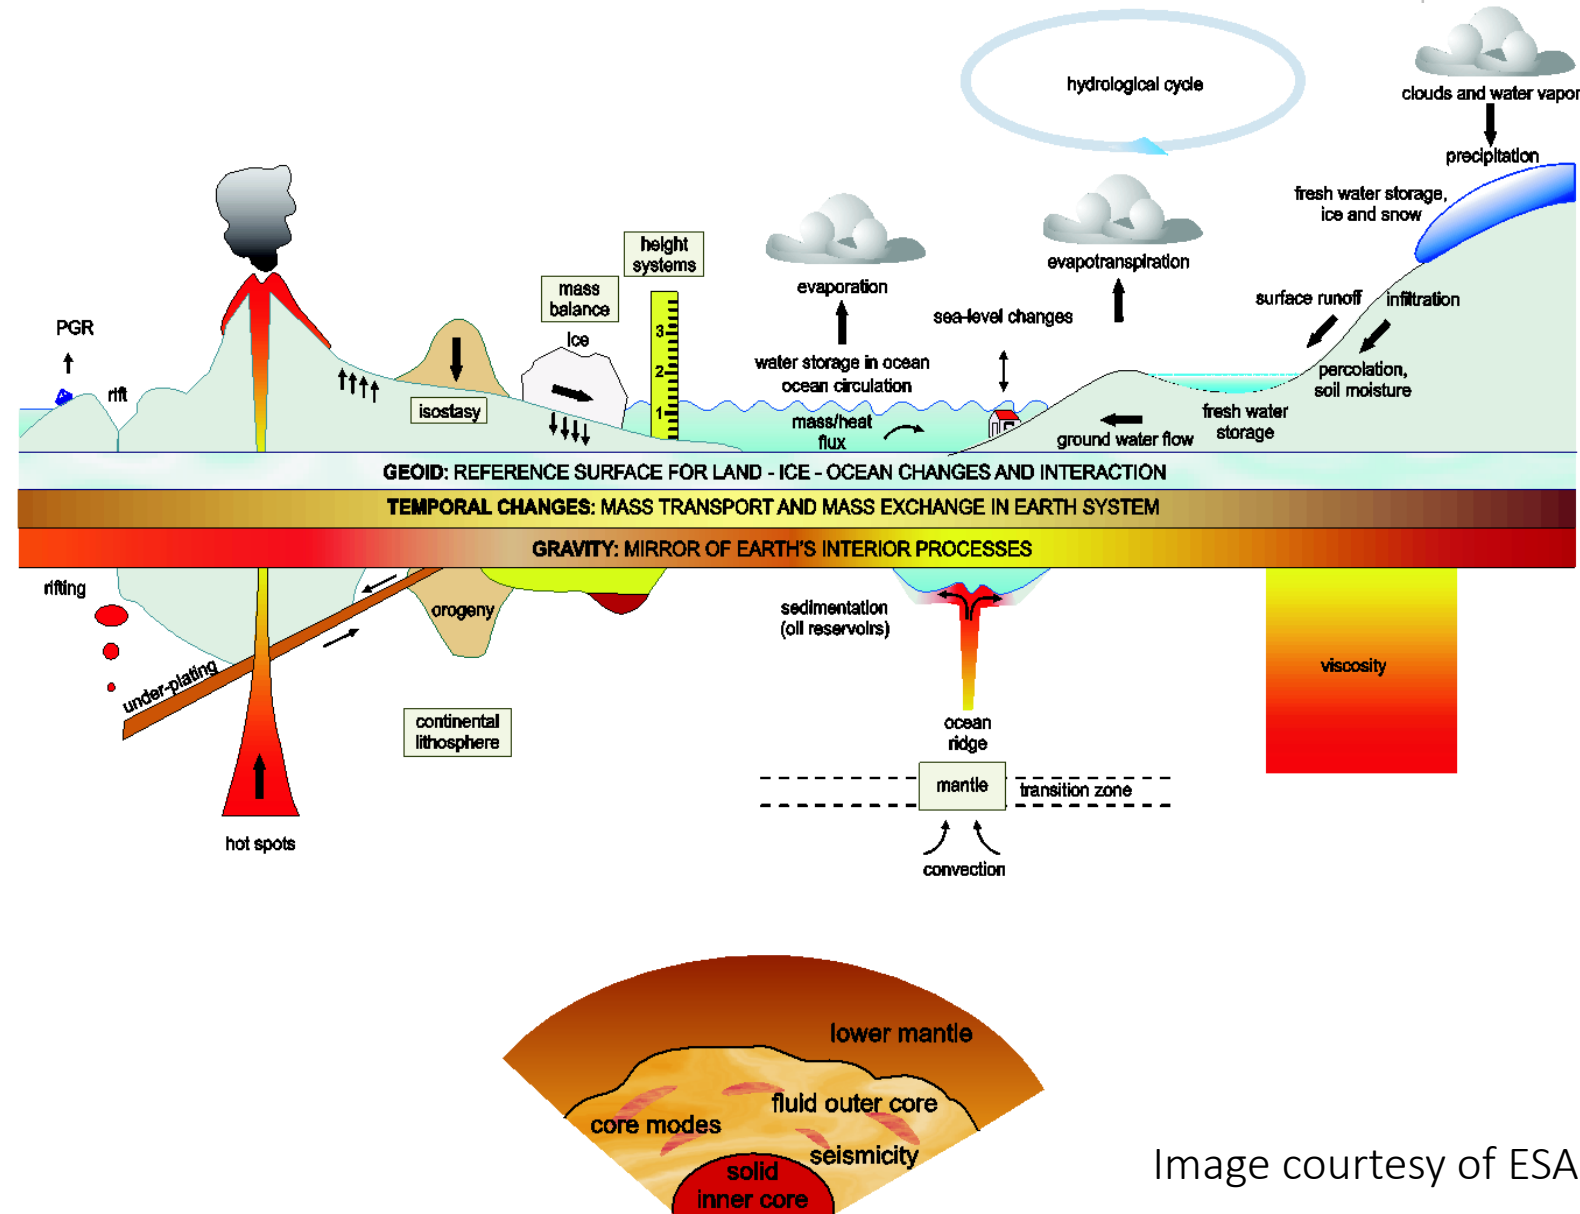 hydrological cycle
clouds and water vapor
precipitation
fresh water storage,
ice and snow
height
systems
evapotranspiration
mass
balance
evaporation
surface runoff
infiltration
sea-level changes
PGR
ice
3
water storage in ocean
ocean circulation
percolation,
soil moisture
2
rift
isostasy
1
mass/heat
flux
fresh water
storage
ground water flow
GEOID: REFERENCE SURFACE FOR LAND - ICE - OCEAN CHANGES AND INTERACTION
TEMPORAL CHANGES: MASS TRANSPORT AND MASS EXCHANGE IN EARTH SYSTEM
GRAVITY: MIRROR OF EARTH'S INTERIOR PROCESSES
rifting
orogeny
sedimentation
(oil reservoirs)
under-plating
viscosity
continental
lithosphere
ocean
ridge
mantle
transition zone
hot spots
convection
lower mantle
fluid outer core
core modes
seismicity
solid
inner core
Image courtesy of ESA